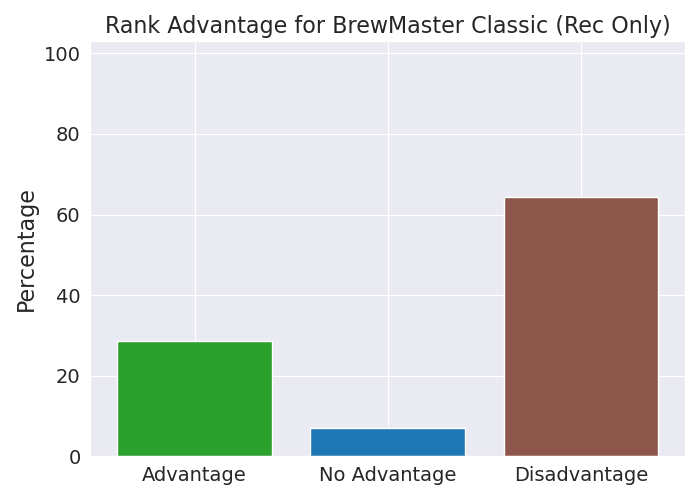 Rank Advantage for BrewMaster Classic (Rec Only)
100
80
60
40
20
0
Percentage
Advantage
No Advantage
Disadvantage